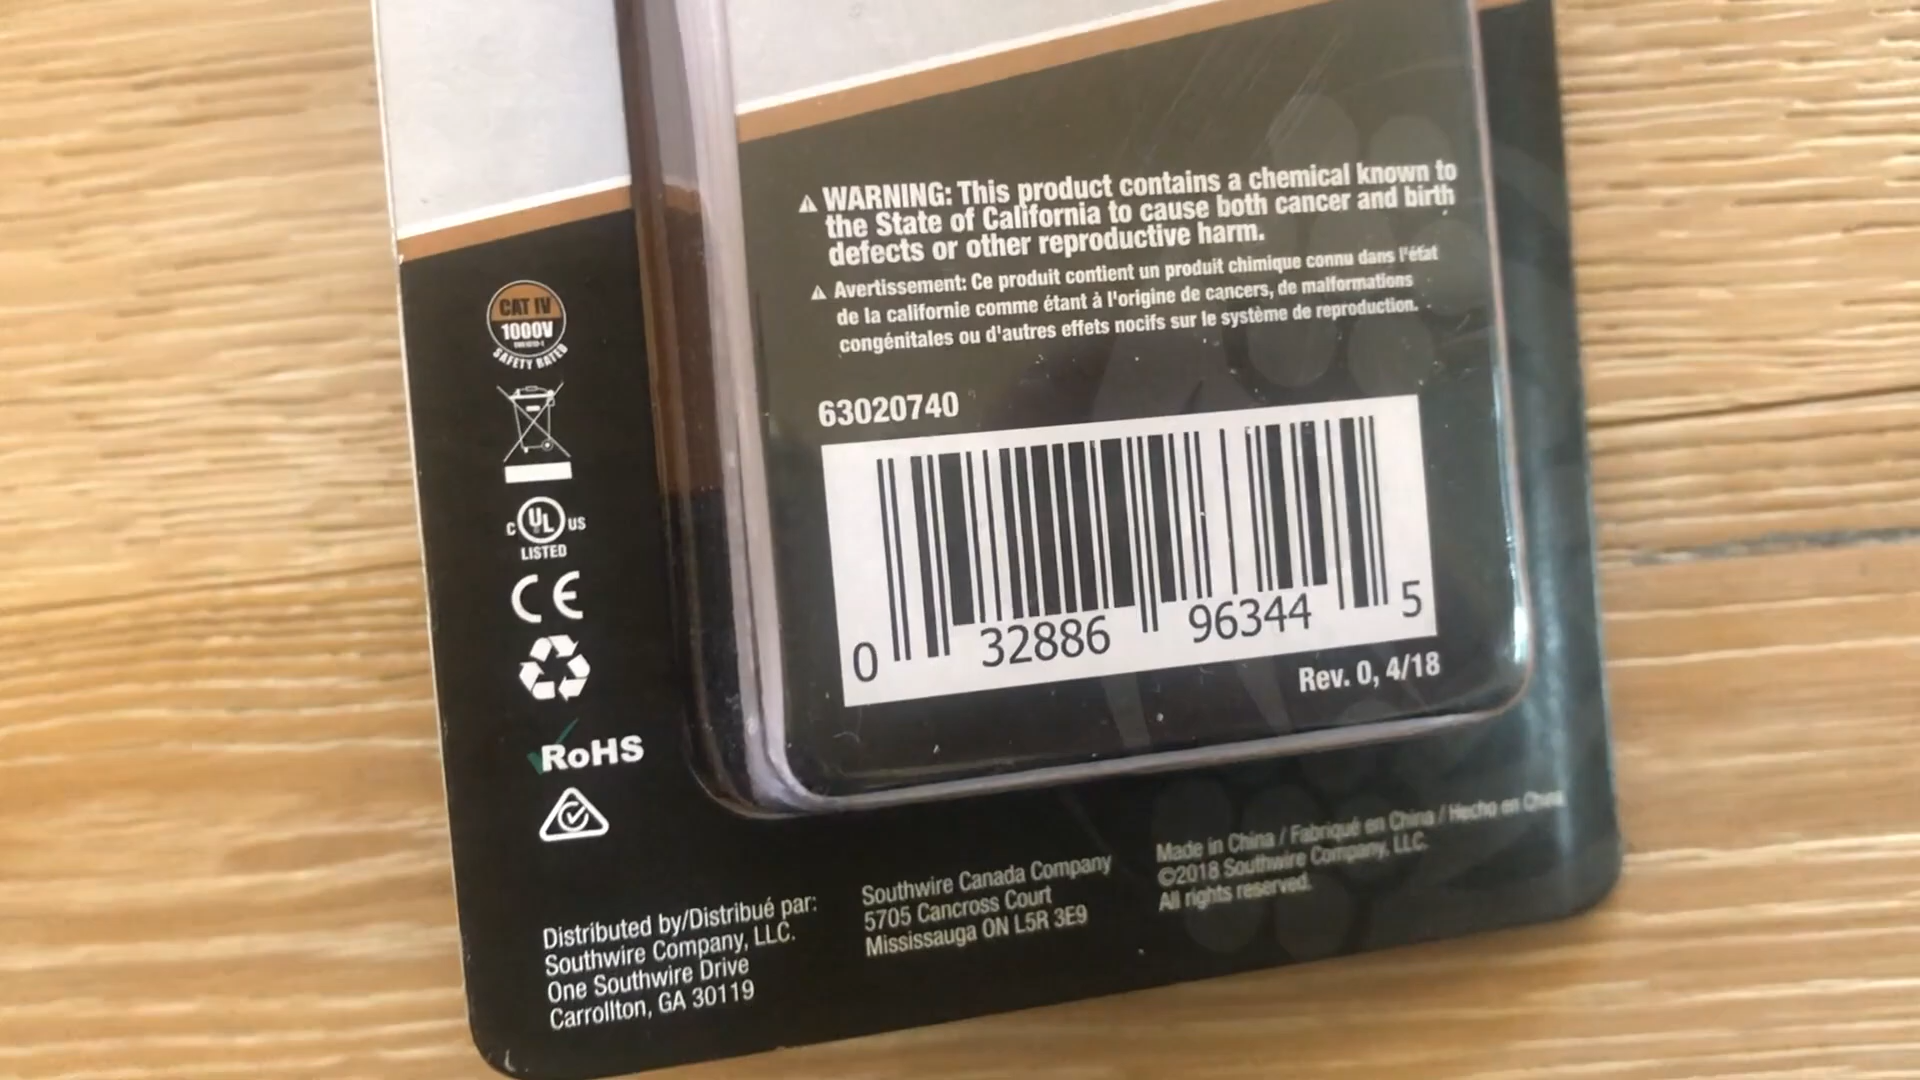 ⚠ WARNING: This product contains a chemical known to
the State of California to cause both cancer and birth
defects or other reproductive harm.
⚠ Avertissement: Ce produit contient un produit chimique connu dans l'état
de la californie comme étant à l'origine de cancers, de malformations
congénitales ou d'autres effets nocifs sur le système de reproduction.
63020740
0 32886 96344 5
Rev. 0, 4/18
CAT IV
1000V
SAFETY RATED
c UL us
LISTED
CE
RoHS
Distributed by/Distribué par:
Southwire Company, LLC.
One Southwire Drive
Carrollton, GA 30119
Southwire Canada Company
5705 Cancross Court
Mississauga ON L5R 3E9
Made in China / Fabriqué en China / Hecho en China
©2018 Southwire Company, LLC.
All rights reserved.